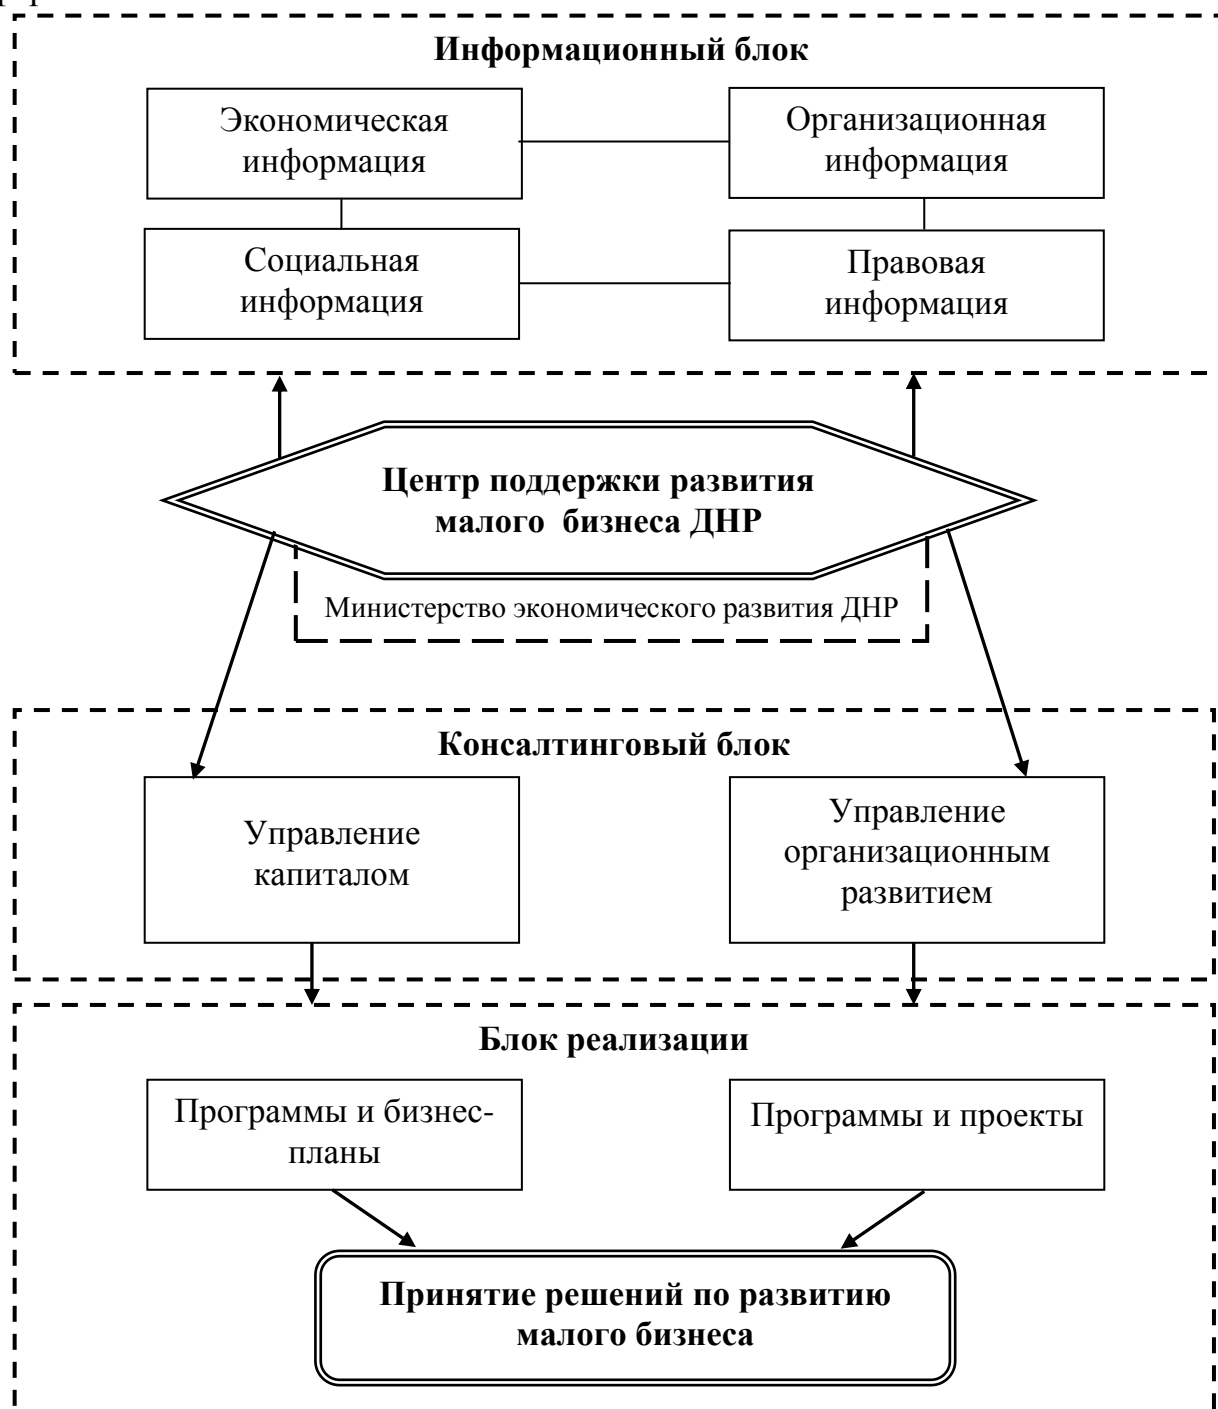 Информационный блок
Экономическая
информация
Организационная
информация
Социальная
информация
Правовая
информация
Центр поддержки развития
малого бизнеса ДНР
Министерство экономического развития ДНР
Консалтинговый блок
Управление
капиталом
Управление
организационным
развитием
Блок реализации
Программы и бизнес-
планы
Программы и проекты
Принятие решений по развитию
малого бизнеса